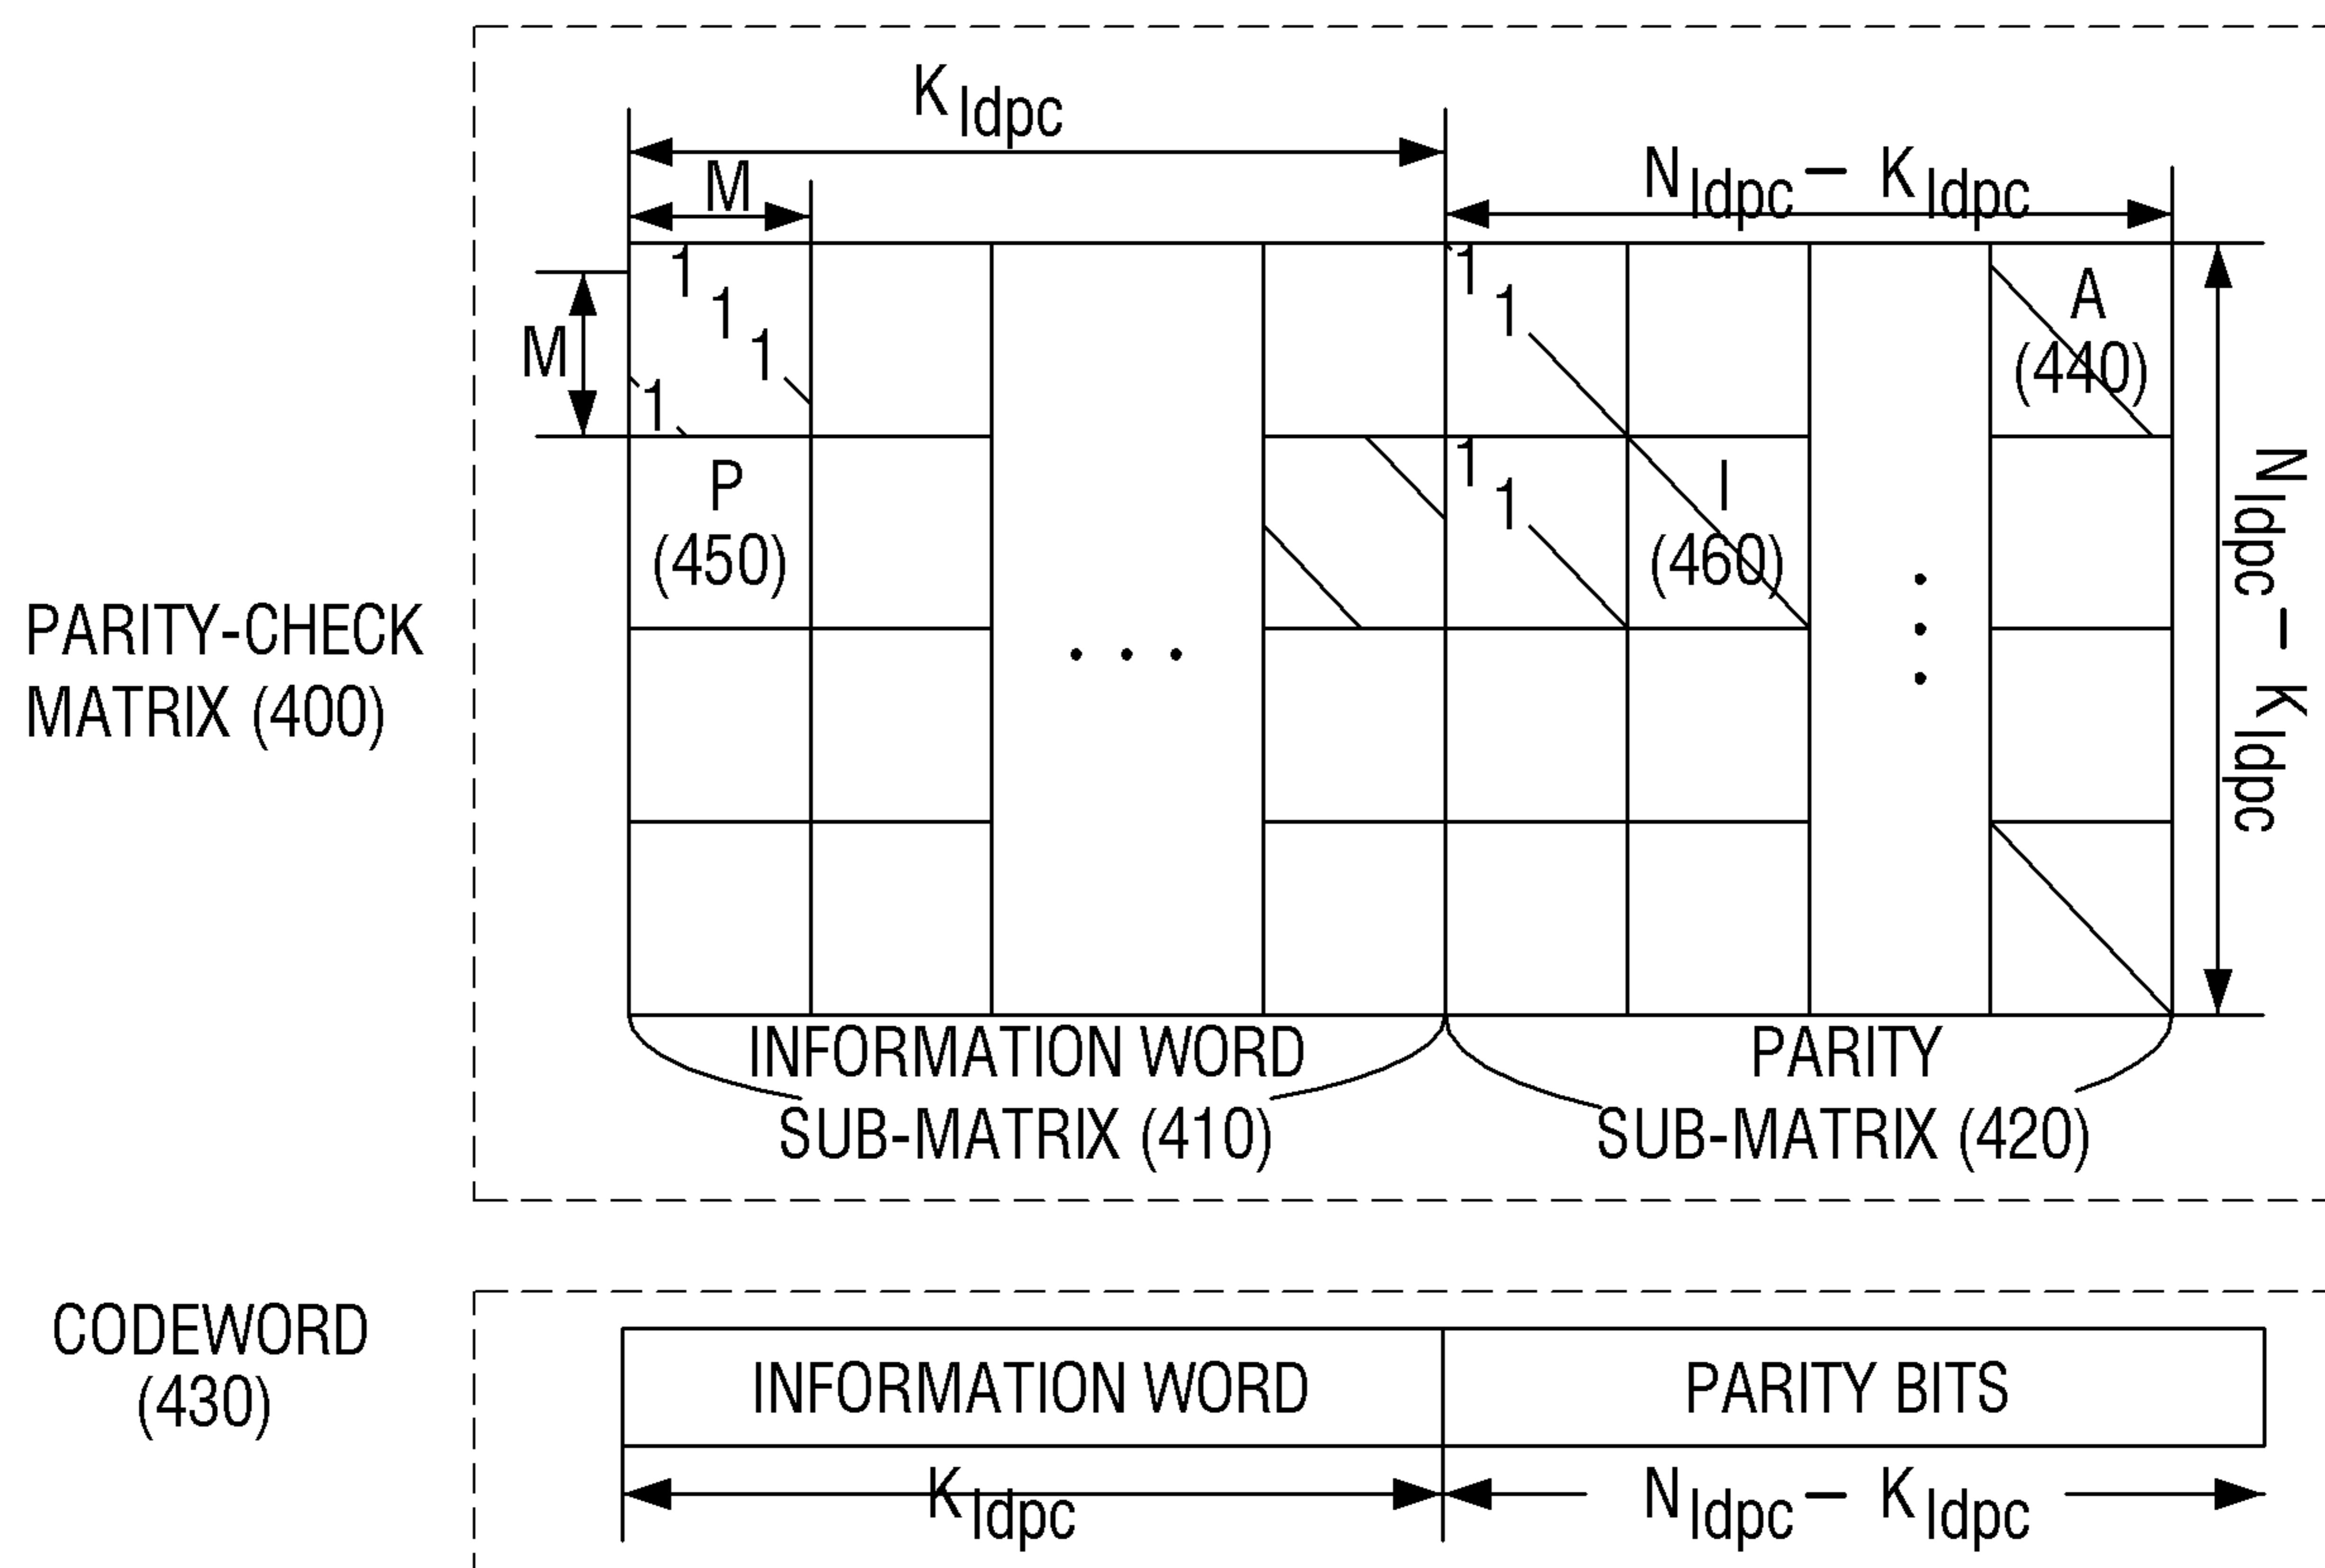 K ldpc
M
N ldpc − K ldpc
1
1
1
1
M
1
1
A
(440)
P
(450)
1
1
I
(460)
N ldpc − K ldpc
PARITY-CHECK
MATRIX (400)
• • •
INFORMATION WORD
SUB-MATRIX (410)
PARITY
SUB-MATRIX (420)
CODEWORD
(430)
INFORMATION WORD
PARITY BITS
K ldpc
N ldpc − K ldpc